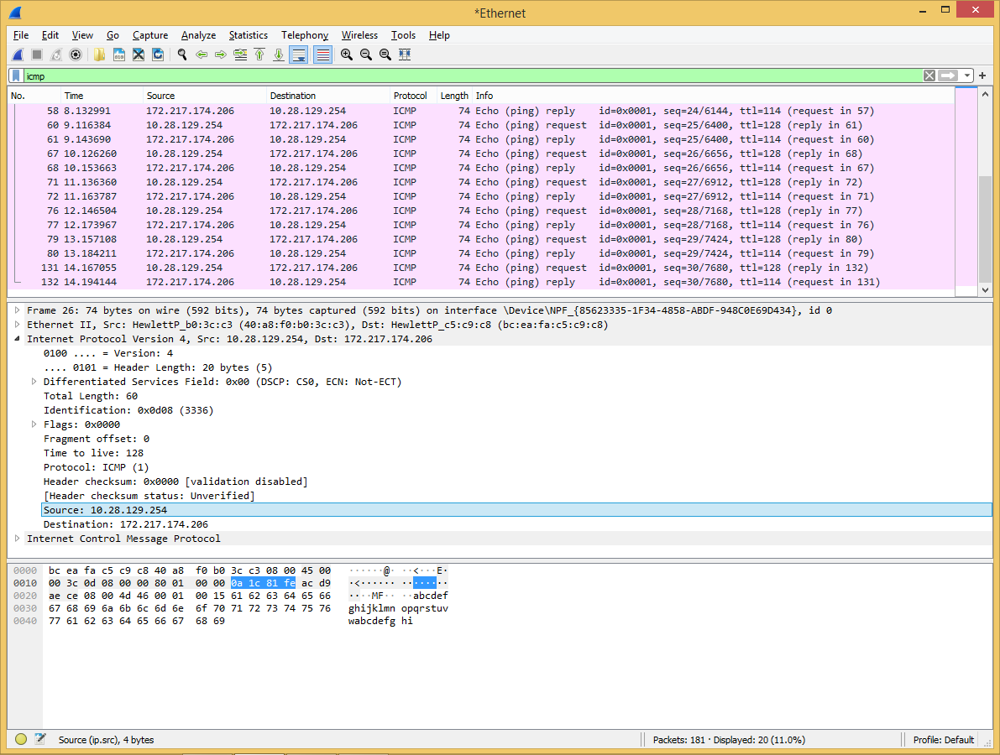 *Ethernet
File Edit View Go Capture Analyze Statistics Telephony Wireless Tools Help
icmp
No. Time Source Destination Protocol Length Info
58 8.132991 172.217.174.206 10.28.129.254 ICMP 74 Echo (ping) reply id=0x0001, seq=24/6144, ttl=114 (request in 57)
60 9.116384 10.28.129.254 172.217.174.206 ICMP 74 Echo (ping) request id=0x0001, seq=25/6400, ttl=128 (reply in 61)
61 9.143690 172.217.174.206 10.28.129.254 ICMP 74 Echo (ping) reply id=0x0001, seq=25/6400, ttl=114 (request in 60)
67 10.126260 10.28.129.254 172.217.174.206 ICMP 74 Echo (ping) request id=0x0001, seq=26/6656, ttl=128 (reply in 68)
68 10.153663 172.217.174.206 10.28.129.254 ICMP 74 Echo (ping) reply id=0x0001, seq=26/6656, ttl=114 (request in 67)
71 11.136360 10.28.129.254 172.217.174.206 ICMP 74 Echo (ping) request id=0x0001, seq=27/6912, ttl=128 (reply in 72)
72 11.163787 172.217.174.206 10.28.129.254 ICMP 74 Echo (ping) reply id=0x0001, seq=27/6912, ttl=114 (request in 71)
76 12.146504 10.28.129.254 172.217.174.206 ICMP 74 Echo (ping) request id=0x0001, seq=28/7168, ttl=128 (reply in 77)
77 12.173967 172.217.174.206 10.28.129.254 ICMP 74 Echo (ping) reply id=0x0001, seq=28/7168, ttl=114 (request in 76)
79 13.157108 10.28.129.254 172.217.174.206 ICMP 74 Echo (ping) request id=0x0001, seq=29/7424, ttl=128 (reply in 80)
80 13.184211 172.217.174.206 10.28.129.254 ICMP 74 Echo (ping) reply id=0x0001, seq=29/7424, ttl=114 (request in 79)
131 14.167055 10.28.129.254 172.217.174.206 ICMP 74 Echo (ping) request id=0x0001, seq=30/7680, ttl=128 (reply in 132)
132 14.194144 172.217.174.206 10.28.129.254 ICMP 74 Echo (ping) reply id=0x0001, seq=30/7680, ttl=114 (request in 131)
Frame 26: 74 bytes on wire (592 bits), 74 bytes captured (592 bits) on interface \Device\NPF_{85623335-1F34-4858-ABDF-948C0E69D434}, id 0
Ethernet II, Src: HewlettP_b0:3c:c3 (40:a8:f0:b0:3c:c3), Dst: HewlettP_c5:c9:c8 (bc:ea:fa:c5:c9:c8)
Internet Protocol Version 4, Src: 10.28.129.254, Dst: 172.217.174.206
0100 .... = Version: 4
.... 0101 = Header Length: 20 bytes (5)
Differentiated Services Field: 0x00 (DSCP: CS0, ECN: Not-ECT)
Total Length: 60
Identification: 0x0d08 (3336)
Flags: 0x0000
Fragment offset: 0
Time to live: 128
Protocol: ICMP (1)
Header checksum: 0x0000 [validation disabled]
[Header checksum status: Unverified]
Source: 10.28.129.254
Destination: 172.217.174.206
Internet Control Message Protocol
0000 bc ea fa c5 c9 c8 40 a8 f0 b0 3c c3 08 00 45 00 ······@· ··<···E·
0010 00 3c 0d 08 00 00 80 01 00 00 0a 1c 81 fe ac d9 ·<······ ········
0020 ae ce 08 00 4d 46 00 01 00 15 61 62 63 64 65 66 ····MF·· ··abcdef
0030 67 68 69 6a 6b 6c 6d 6e 6f 70 71 72 73 74 75 76 ghijklmn opqrstuv
0040 77 61 62 63 64 65 66 67 68 69 wabcdefg hi
Source (ip.src), 4 bytes Packets: 181 · Displayed: 20 (11.0%) Profile: Default